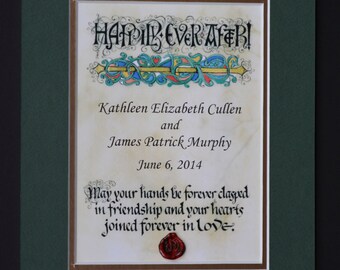 HAPPILY EVER AFTER!
Kathleen Elizabeth Cullen
and
James Patrick Murphy
June 6, 2014
May your hands be forever clasped
in friendship and your hearts
joined forever in Love.